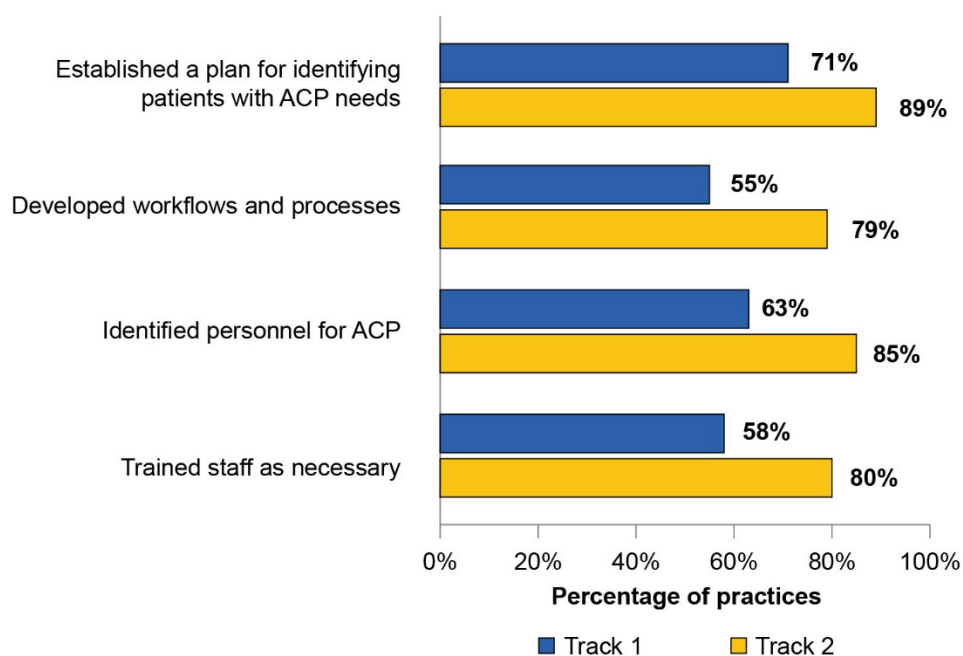 Established a plan for identifying
patients with ACP needs
71%
89%
Developed workflows and processes
55%
79%
Identified personnel for ACP
63%
85%
Trained staff as necessary
58%
80%
0% 20% 40% 60% 80% 100%
Percentage of practices
Track 1 Track 2